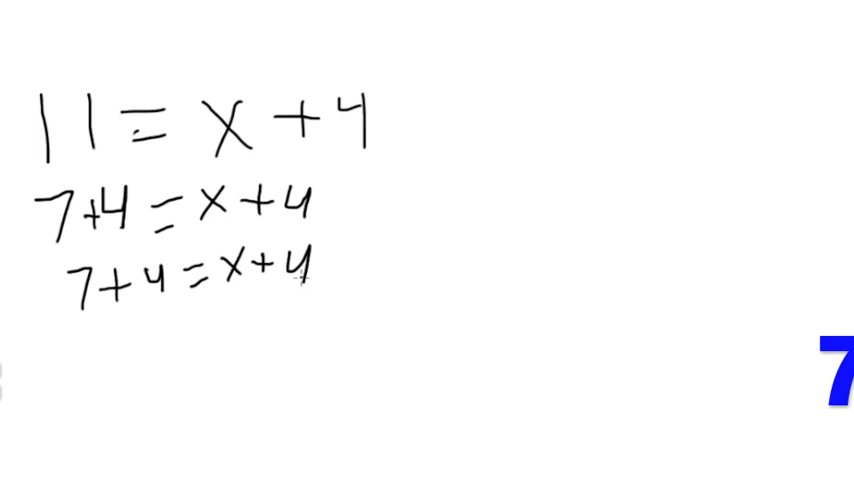 11 = x + 4
7+4 = x+4
7+4 = x+4
7